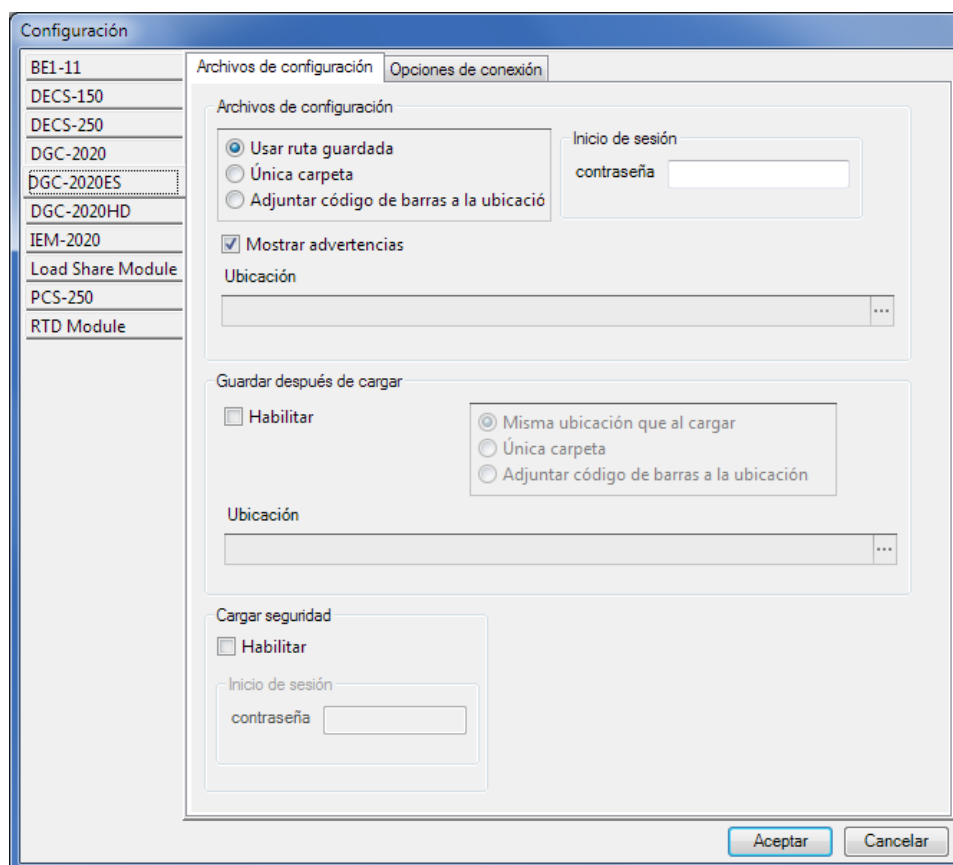 Configuración
BE1-11
DECS-150
DECS-250
DGC-2020
DGC-2020ES
DGC-2020HD
IEM-2020
Load Share Module
PCS-250
RTD Module
Archivos de configuración
Opciones de conexión
Archivos de configuración
Usar ruta guardada
Única carpeta
Adjuntar código de barras a la ubicació
Inicio de sesión
contraseña
Mostrar advertencias
Ubicación
...
Guardar después de cargar
Habilitar
Misma ubicación que al cargar
Única carpeta
Adjuntar código de barras a la ubicación
Ubicación
...
Cargar seguridad
Habilitar
Inicio de sesión
contraseña
Aceptar
Cancelar